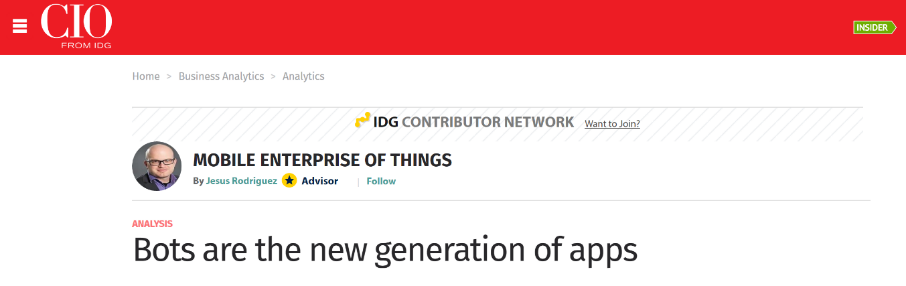 CIO
FROM IDG
INSIDER
Home > Business Analytics > Analytics
IDG CONTRIBUTOR NETWORK Want to Join?
MOBILE ENTERPRISE OF THINGS
By Jesus Rodriguez Advisor | Follow
ANALYSIS
Bots are the new generation of apps